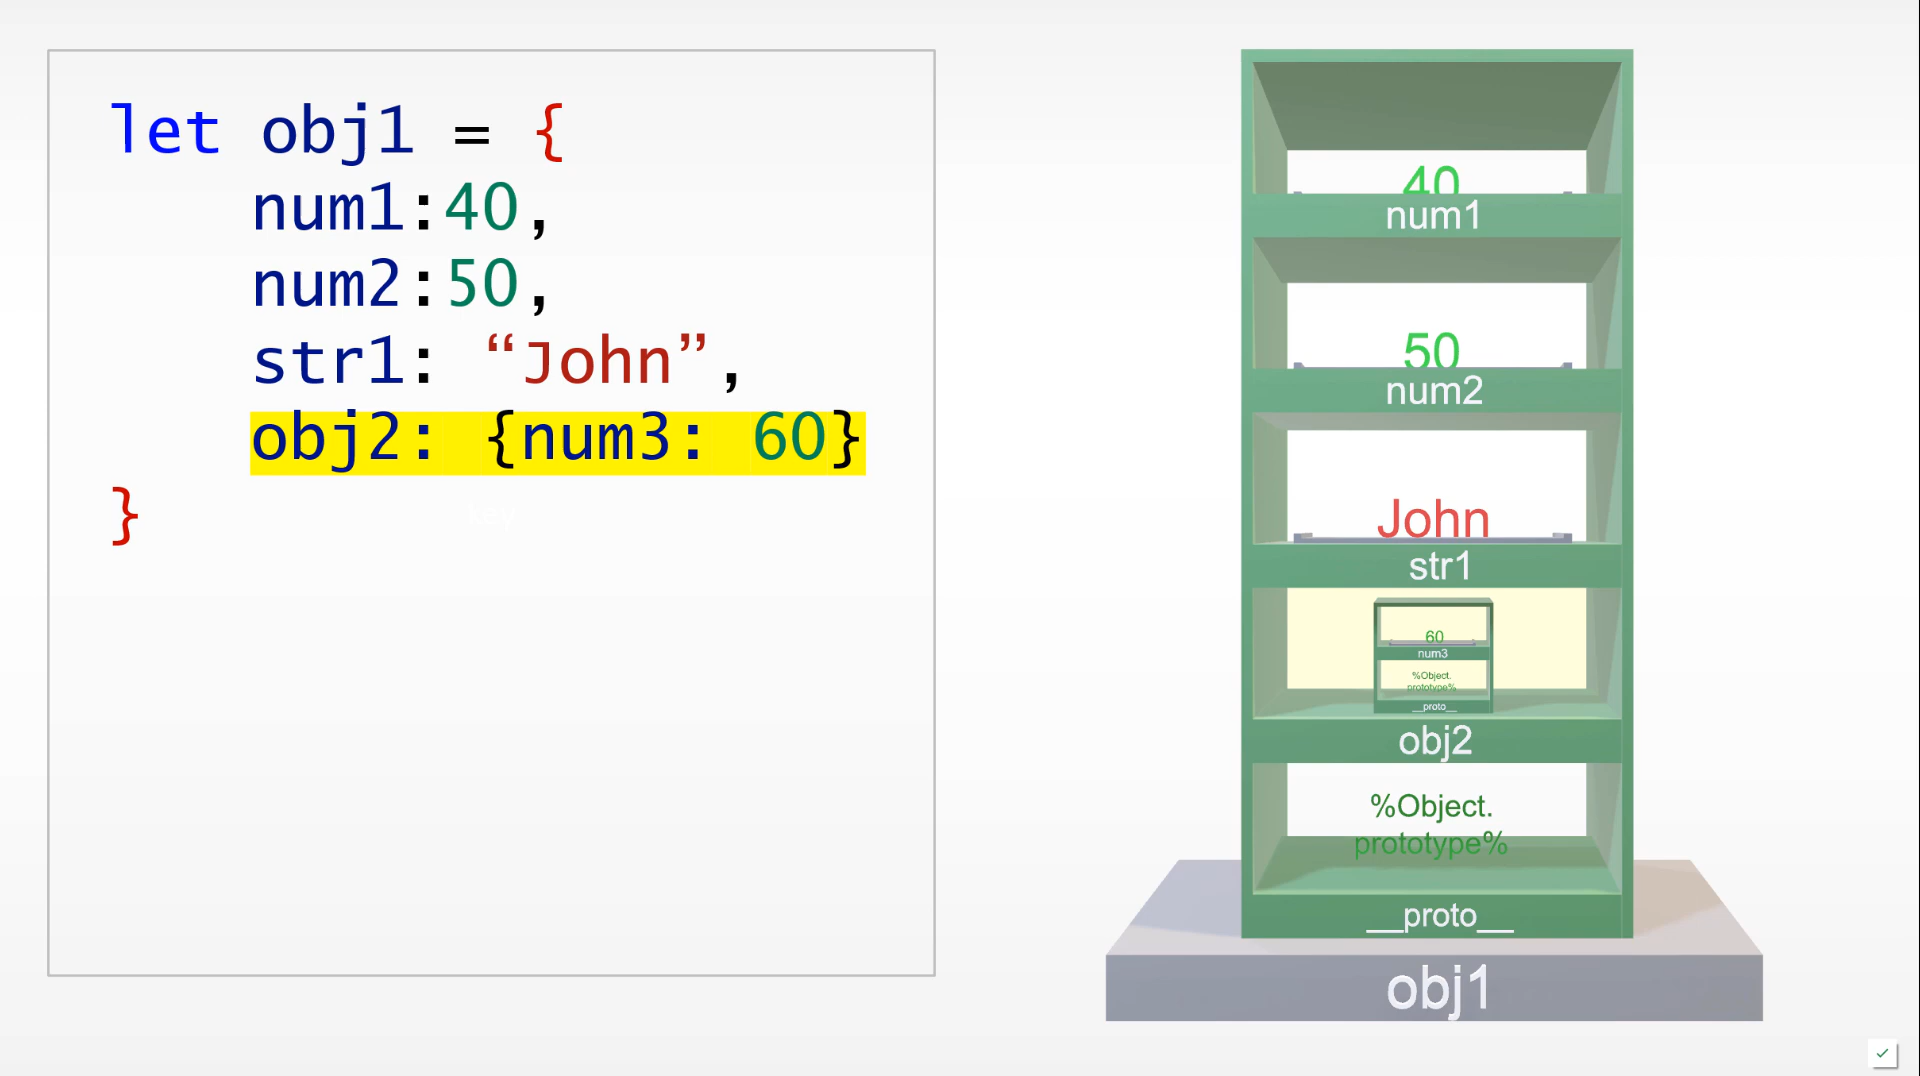 let obj1 = {
num1:40,
num2:50,
str1: “John”,
obj2: {num3: 60}
}
40
num1
50
num2
John
str1
60
num3
%Object.
prototype%
__proto__
obj2
%Object.
prototype%
__proto__
obj1